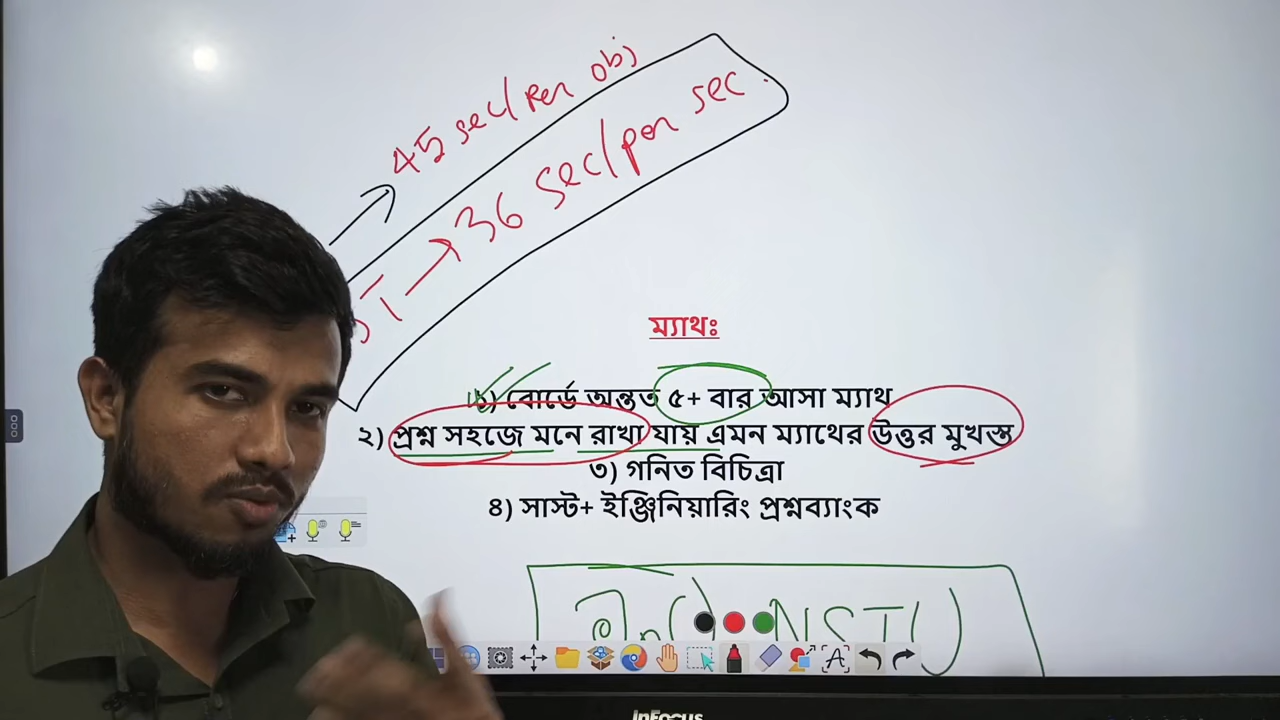 45 sec/per obj
T → 36 sec/per sec
ম্যাথঃ
১) বোর্ডে অন্তত ৫+ বার আসা ম্যাথ
২) প্রশ্ন সহজে মনে রাখা যায় এমন ম্যাথের উত্তর মুখস্ত
৩) গনিত বিচিত্রা
৪) সাস্ট+ ইঞ্জিনিয়ারিং প্রশ্নব্যাংক
NSTU
InFocus